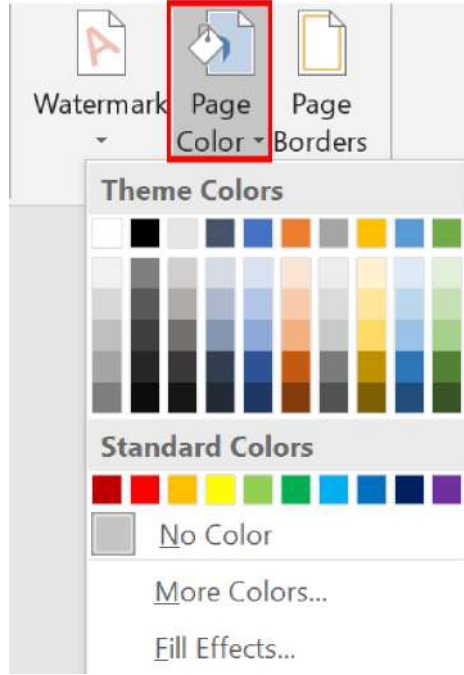 Watermark Page Page
Color Borders
Theme Colors
Standard Colors
No Color
More Colors...
Fill Effects...